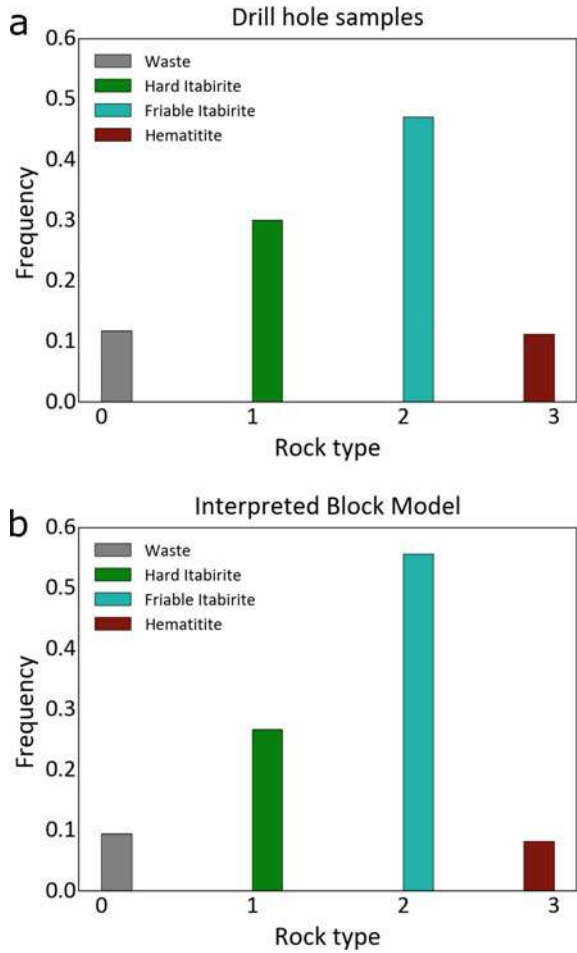 a
Drill hole samples
0.6
0.5
0.4
0.3
0.2
0.1
0.0
Frequency
Waste
Hard Itabirite
Friable Itabirite
Hematitite
0 1 2 3
Rock type
b
Interpreted Block Model
0.6
0.5
0.4
0.3
0.2
0.1
0.0
Frequency
Waste
Hard Itabirite
Friable Itabirite
Hematitite
0 1 2 3
Rock type